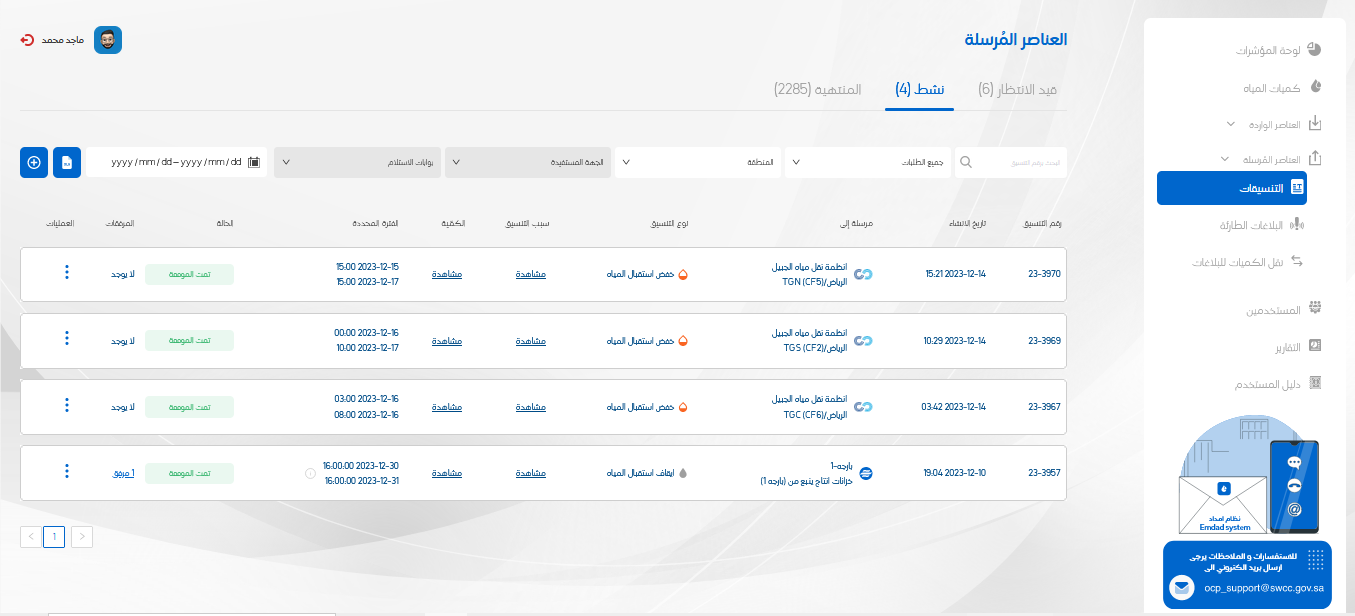 العناصر المُرسلة
ماجد محمد
قيد الانتظار (6)
نشط (4)
المنتهية (2285)
البحث برقم التنسيق
جميع الطلبات
المنطقة
الجهة المستفيدة
بوابات الاستلام
yyyy/mm/dd – yyyy/mm/dd
رقم التنسيق
تاريخ الانشاء
مرسلة إلى
نوع التنسيق
سبب التنسيق
الكمّية
الفترة المحددة
الحالة
المرفقات
العمليات
23-3970
2023-12-14 15:21
انظمة نقل مياه الجبيل
الرياض/TGN (CF5)
خفض استقبال المياه
مشاهدة
مشاهدة
2023-12-15 15:00
2023-12-17 15:00
تمت الموافقة
لا يوجد
23-3969
2023-12-14 10:29
انظمة نقل مياه الجبيل
الرياض/TGS (CF2)
خفض استقبال المياه
مشاهدة
مشاهدة
2023-12-16 00:00
2023-12-17 10:00
تمت الموافقة
لا يوجد
23-3967
2023-12-14 03:42
انظمة نقل مياه الجبيل
الرياض/TGC (CF6)
خفض استقبال المياه
مشاهدة
مشاهدة
2023-12-16 03:00
2023-12-16 08:00
تمت الموافقة
لا يوجد
23-3957
2023-12-10 19:04
بارجه-1
خزانات انتاج ينبع من (بارجه 1)
ايقاف استقبال المياه
مشاهدة
مشاهدة
2023-12-30 16:00:00
2023-12-31 16:00:00
تمت الموافقة
1 مرفق
1
لوحة المؤشرات
كميات المياه
العناصر الواردة
العناصر المُرسلة
التنسيقات
البلاغات الطارئة
نقل الكميات للبلاغات
المستخدمين
التقارير
دليل المستخدم
نظام امداد
Emdad system
للاستفسارات و الملاحظات يرجى
ارسال بريد الكتروني الى
ocp_support@swcc.gov.sa